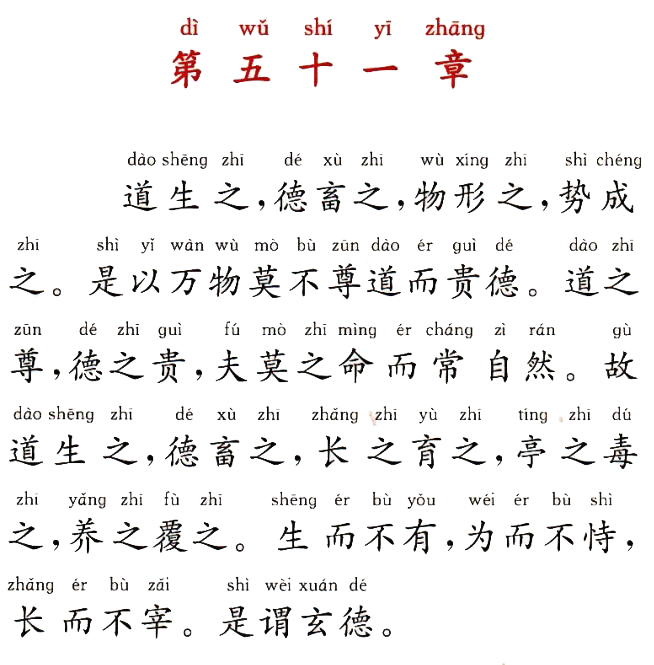 dì wǔ shí yī zhāng
第五十一章
dào shēng zhī dé xù zhī wù xíng zhī shì chéng
道生之，德畜之，物形之，势成
zhī shì yǐ wàn wù mò bù zūn dào ér guì dé dào zhī
之。是以万物莫不尊道而贵德。道之
zūn dé zhī guì fú mò zhī mìng ér cháng zì rán gù
尊，德之贵，夫莫之命而常自然。故
dào shēng zhī dé xù zhī zhǎng zhī yù zhī tíng zhī dú
道生之，德畜之，长之育之，亭之毒
zhī yǎng zhī fù zhī shēng ér bù yǒu wéi ér bù shì
之，养之覆之。生而不有，为而不恃，
zhǎng ér bù zǎi shì wèi xuán dé
长而不宰。是谓玄德。